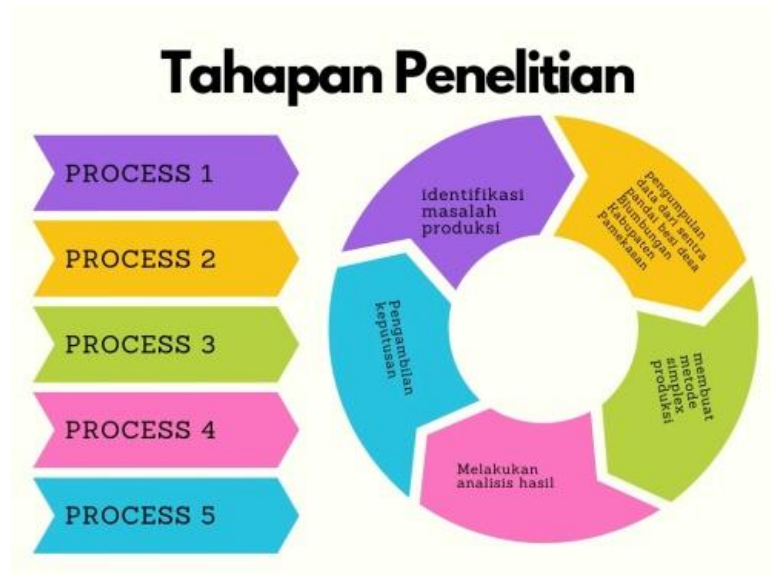 Tahapan Penelitian
PROCESS 1
PROCESS 2
PROCESS 3
PROCESS 4
PROCESS 5
identifikasi
masalah
produksi
pengumpulan
data dari sentra
pandai besi desa
Blumbungan
Kabupaten
Pamekasan
membuat
metode
simplex
produksi
Melakukan
analisis hasil
Pengambilan
keputusan